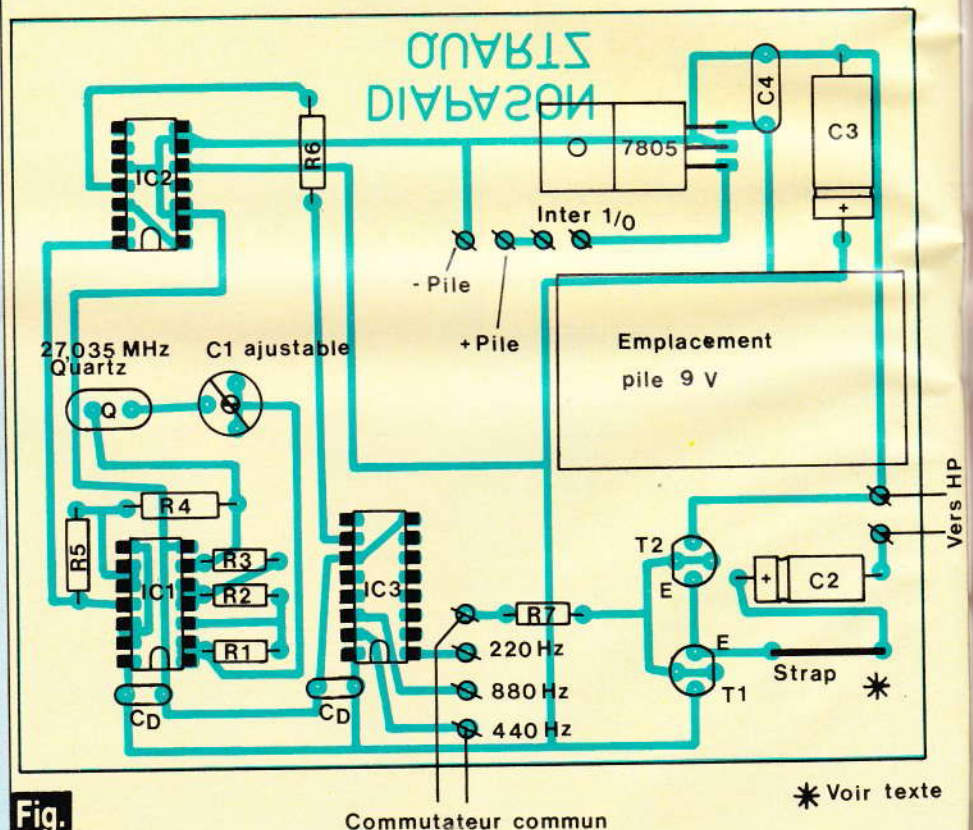 QUARTZ
DIAPASON
C4
C3
+
7805
R6
IC2
Inter 1/0
- Pile
+ Pile
Emplacement
pile 9 V
27,035 MHz
Quartz
C1 ajustable
Q
R4
R5
R3
IC1
R2
R1
CD
CD
IC3
R7
220 Hz
880 Hz
440 Hz
T2
E
E
T1
+
C2
Strap
Vers HP
Fig.
Commutateur commun
* Voir texte